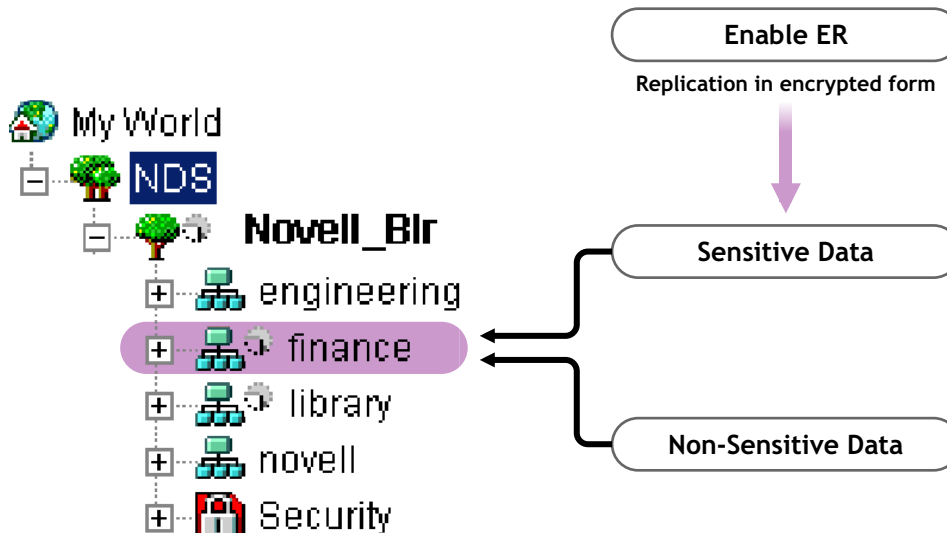 Enable ER
Replication in encrypted form
My World
NDS
Novell_Blr
engineering
finance
library
novell
Security
Sensitive Data
Non-Sensitive Data